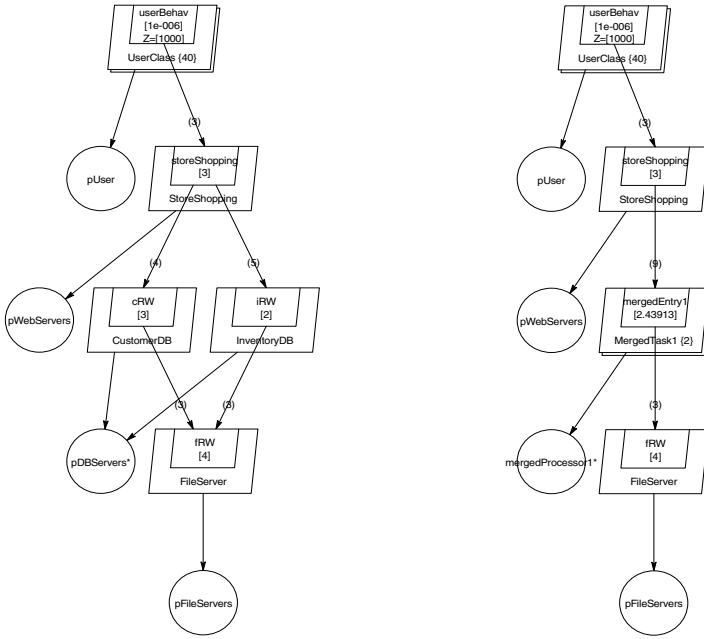 userBehav
[1e-006]
Z=[1000]
UserClass {40}
(3)
pUser
storeShopping
[3]
StoreShopping
(4)
(5)
pWebServers
cRW
[3]
CustomerDB
iRW
[2]
InventoryDB
(3)
(3)
pDBServers*
fRW
[4]
FileServer
pFileServers
userBehav
[1e-006]
Z=[1000]
UserClass {40}
(3)
pUser
storeShopping
[3]
StoreShopping
(9)
pWebServers
mergedEntry1
[2.43913]
MergedTask1 {2}
(3)
mergedProcessor1*
fRW
[4]
FileServer
pFileServers